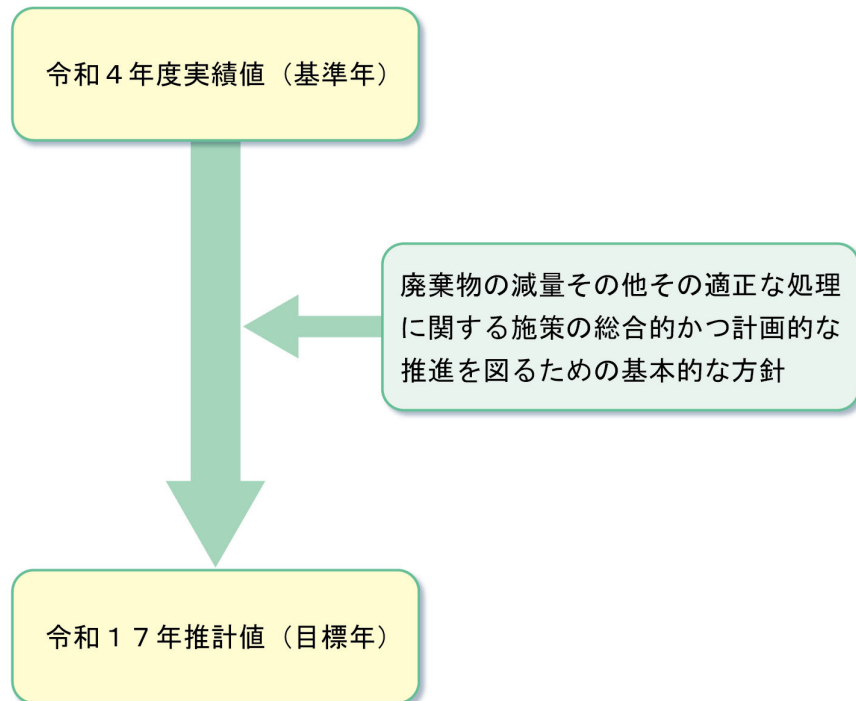 令和４年度実績値（基準年）
廃棄物の減量その他その適正な処理
に関する施策の総合的かつ計画的な
推進を図るための基本的な方針
令和１７年推計値（目標年）